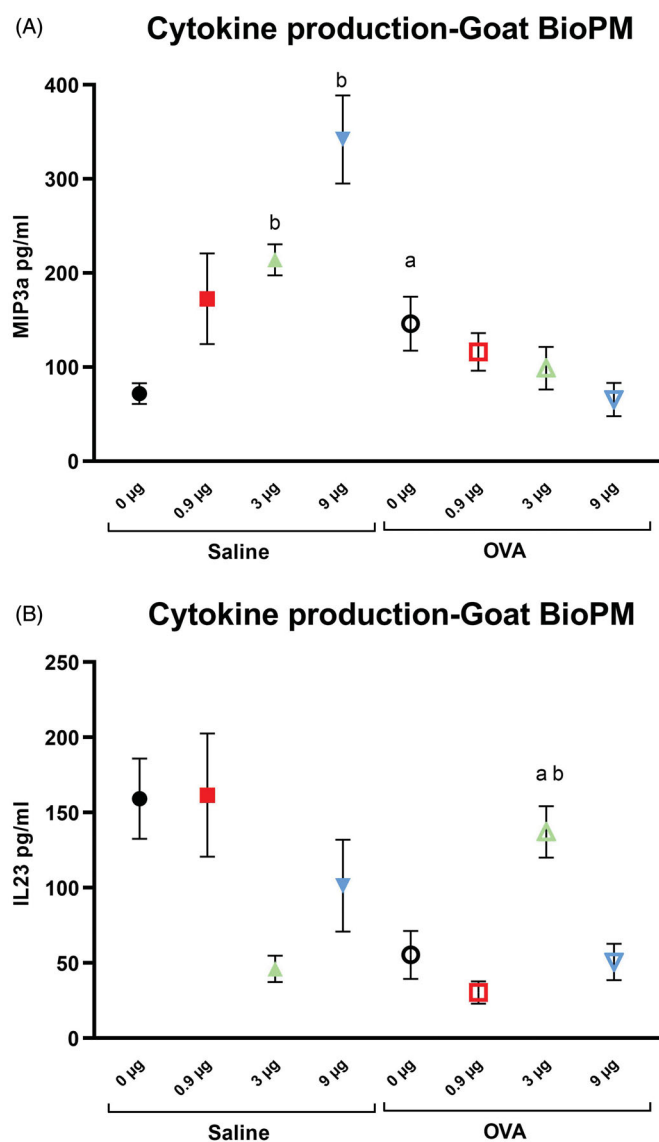 (A) Cytokine production-Goat BioPM
400
300
200
100
0
MIP3a pg/ml
b
b
a
0 µg 0.9 µg 3 µg 9 µg 0 µg 0.9 µg 3 µg 9 µg
Saline OVA
(B) Cytokine production-Goat BioPM
250
200
150
100
50
0
IL23 pg/ml
a b
0 µg 0.9 µg 3 µg 9 µg 0 µg 0.9 µg 3 µg 9 µg
Saline OVA